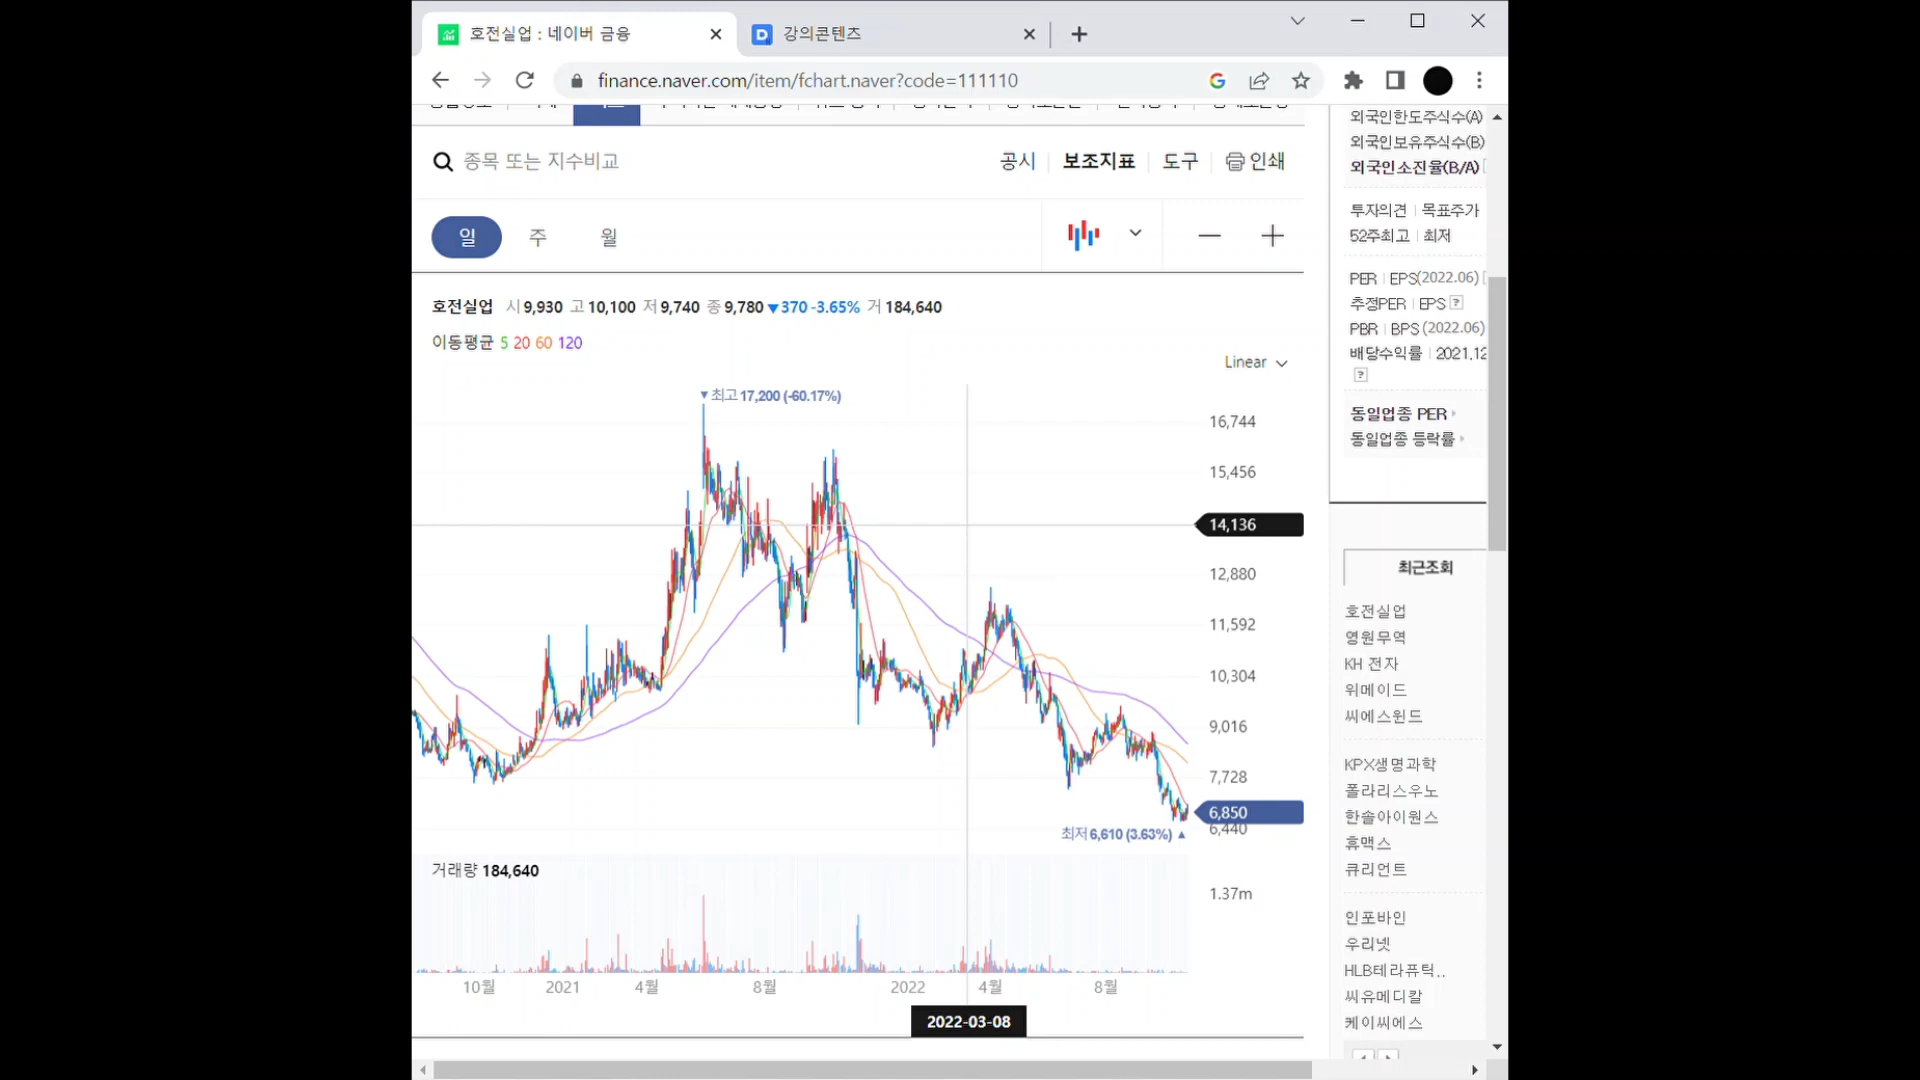 호전실업 : 네이버 금융
강의콘텐츠
finance.naver.com/item/fchart.naver?code=111110
종목 또는 지수비교
공시
보조지표
도구
인쇄
일
주
월
호전실업 시 9,930 고 10,100 저 9,740 종 9,780 ▼370 -3.65% 거 184,640
이동평균 5 20 60 120
Linear
▼최고 17,200 (-60.17%)
16,744
15,456
14,136
12,880
11,592
10,304
9,016
7,728
6,850
6,440
최저 6,610 (3.63%) ▲
거래량 184,640
1.37m
10월
2021
4월
8월
2022
4월
8월
2022-03-08
외국인한도주식수(A)
외국인보유주식수(B)
외국인소진율(B/A)
투자의견 | 목표주가
52주최고 | 최저
PER | EPS(2022.06)
추정PER | EPS ?
PBR | BPS (2022.06)
배당수익률 | 2021.12
?
동일업종 PER
동일업종 등락률
최근조회
호전실업
영원무역
KH 전자
위메이드
씨에스윈드
KPX생명과학
폴라리스우노
한솔아이원스
휴맥스
큐리언트
인포바인
우리넷
HLB테라퓨틱..
씨유메디칼
케이씨에스